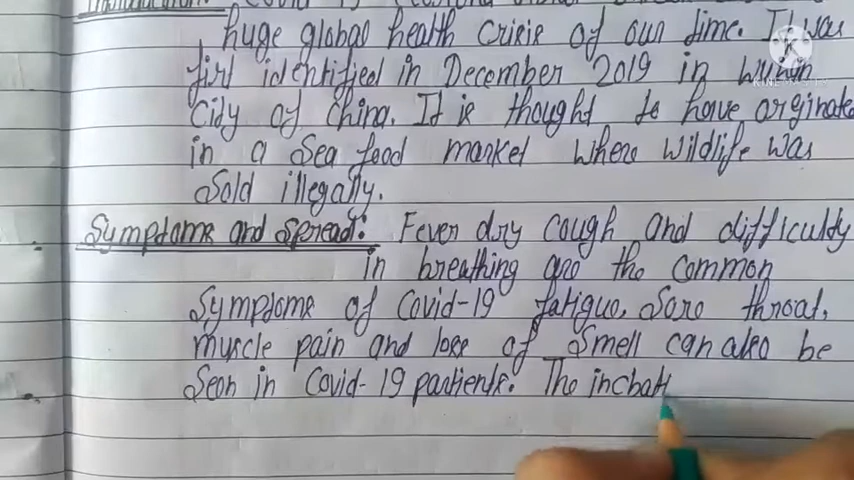 huge global health crisis of our time. It was
first identified in December 2019 in Wuhan
City of China. It is thought to have orginate
in a Sea food market where wildlife was
Sold illegally.
Symptoms and Spread: Fever dry cough and difficulty
in breathing are the common
Symptoms of Covid-19 fatigue, Sore throat,
muscle pain and loss of Smell can also be
Seen in Covid-19 patients. The incbati